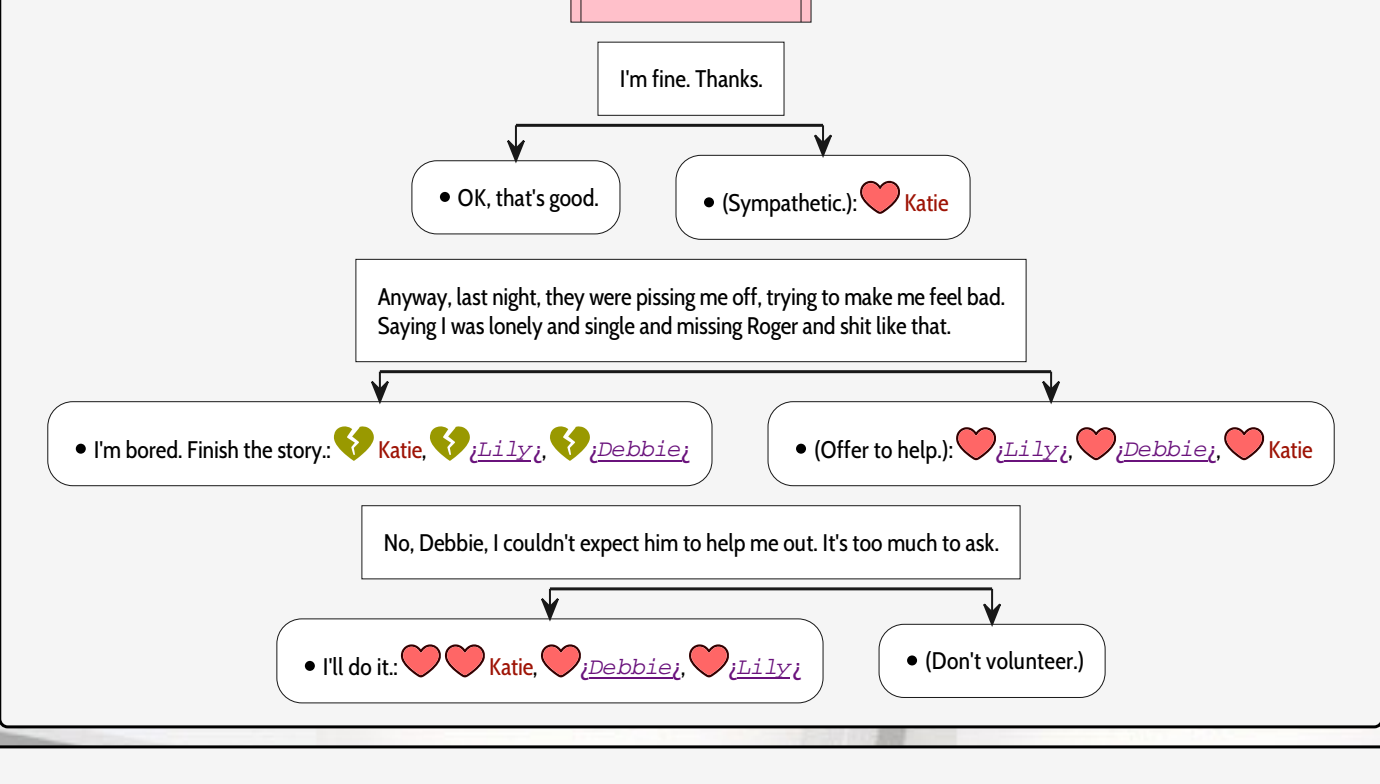 I'm fine. Thanks.
• OK, that's good.
• (Sympathetic.): Katie
Anyway, last night, they were pissing me off, trying to make me feel bad.
Saying I was lonely and single and missing Roger and shit like that.
• I'm bored. Finish the story.: Katie, ¿Lily¿, ¿Debbie¿
• (Offer to help.): ¿Lily¿, ¿Debbie¿, Katie
No, Debbie, I couldn't expect him to help me out. It's too much to ask.
• I'll do it.: Katie, ¿Debbie¿, ¿Lily¿
• (Don't volunteer.)